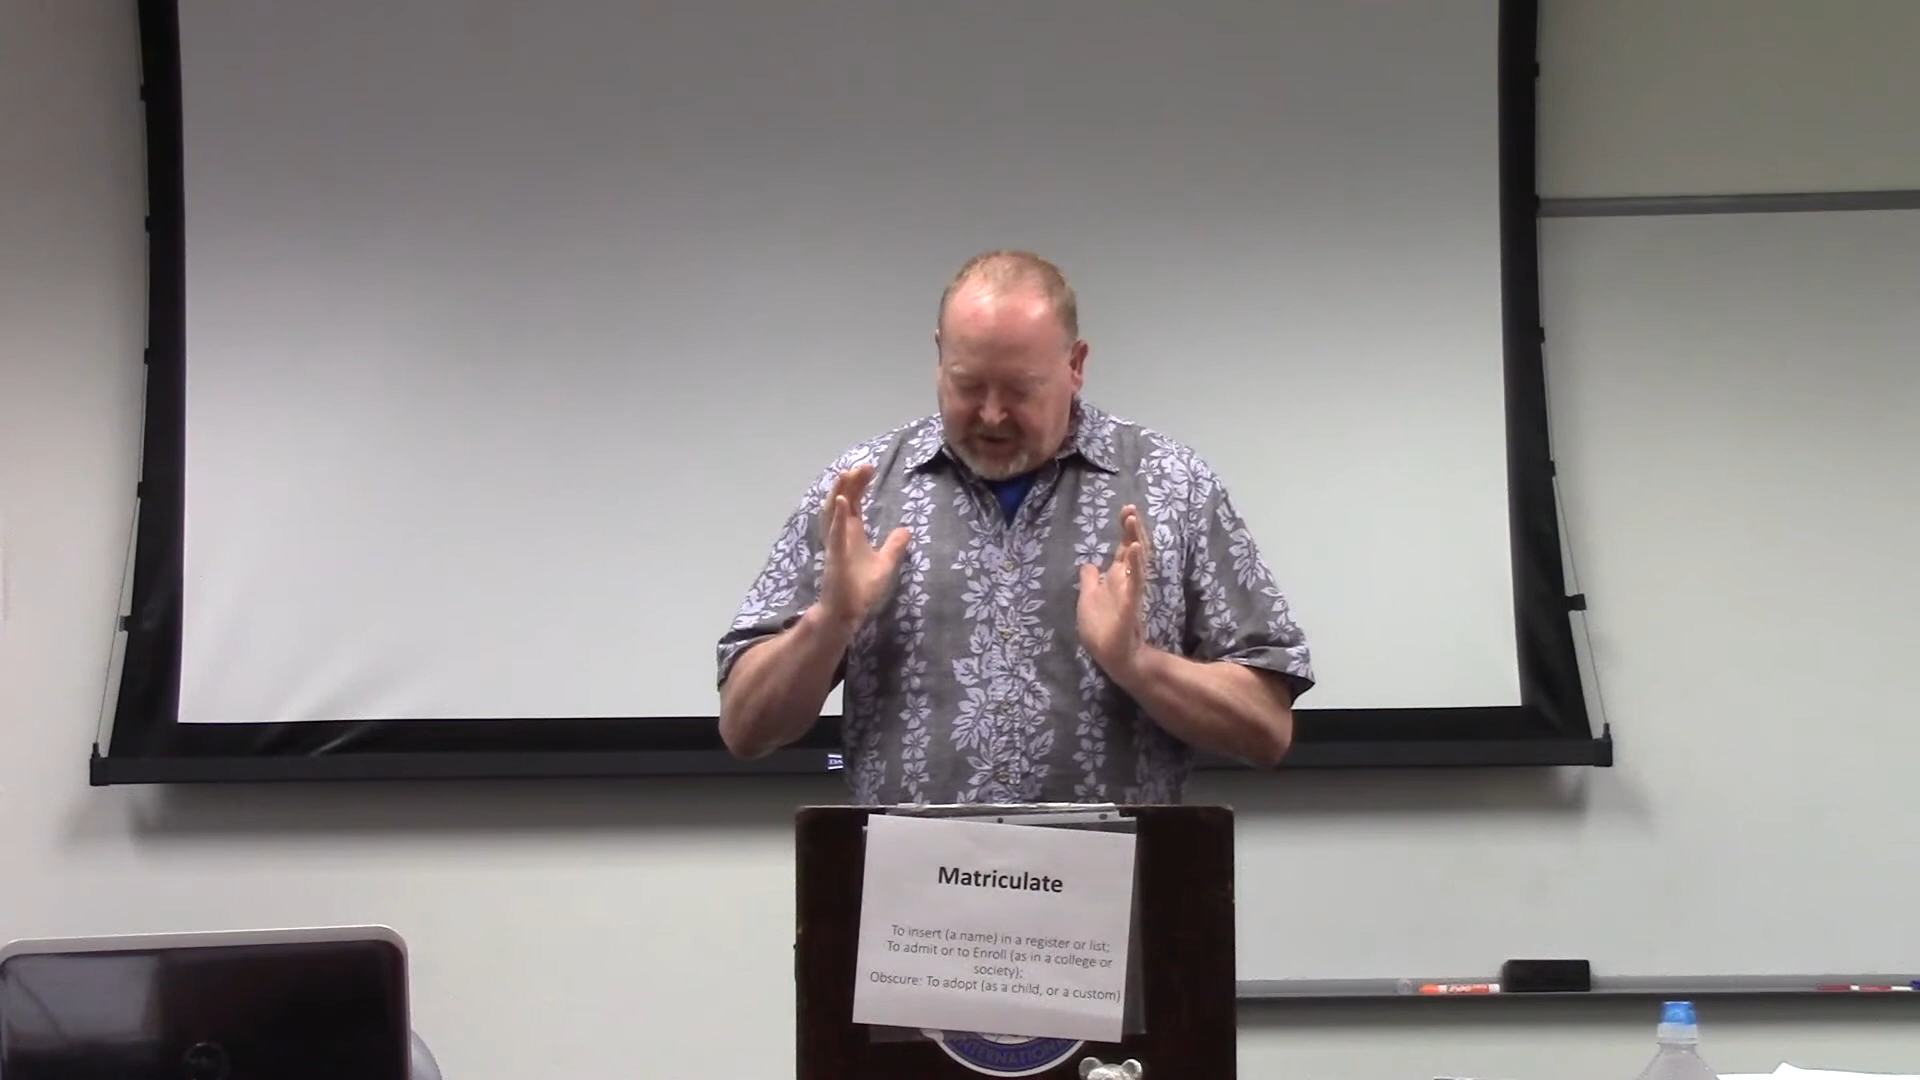 Matriculate
To insert (a name) in a register or list;
To admit or to Enroll (as in a college or
society);
Obscure: To adopt (as a child, or a custom)
INTERNATIONAL